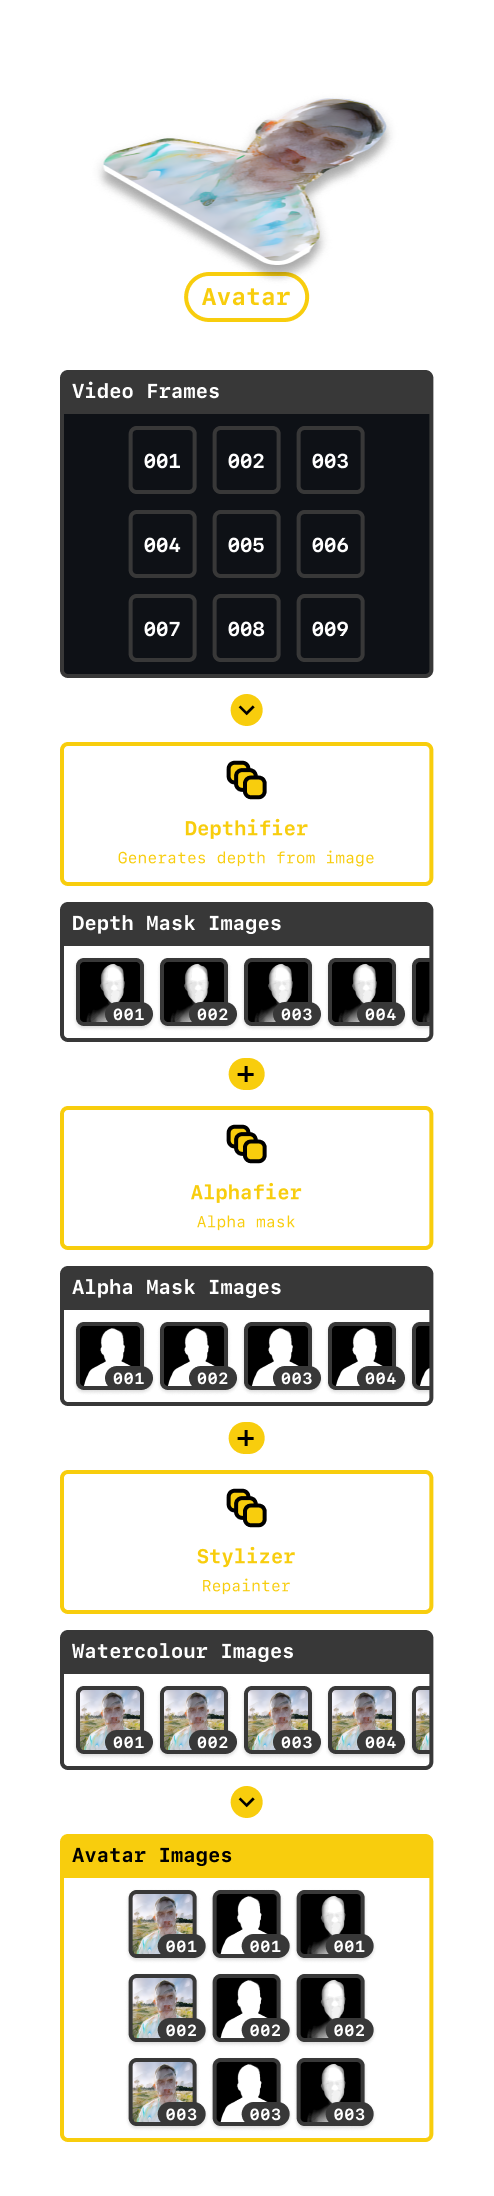 Avatar
Video Frames
001 002 003
004 005 006
007 008 009
Depthifier
Generates depth from image
Depth Mask Images
001 002 003 004
Alphafier
Alpha mask
Alpha Mask Images
001 002 003 004
Stylizer
Repainter
Watercolour Images
001 002 003 004
Avatar Images
001 001 001
002 002 002
003 003 003